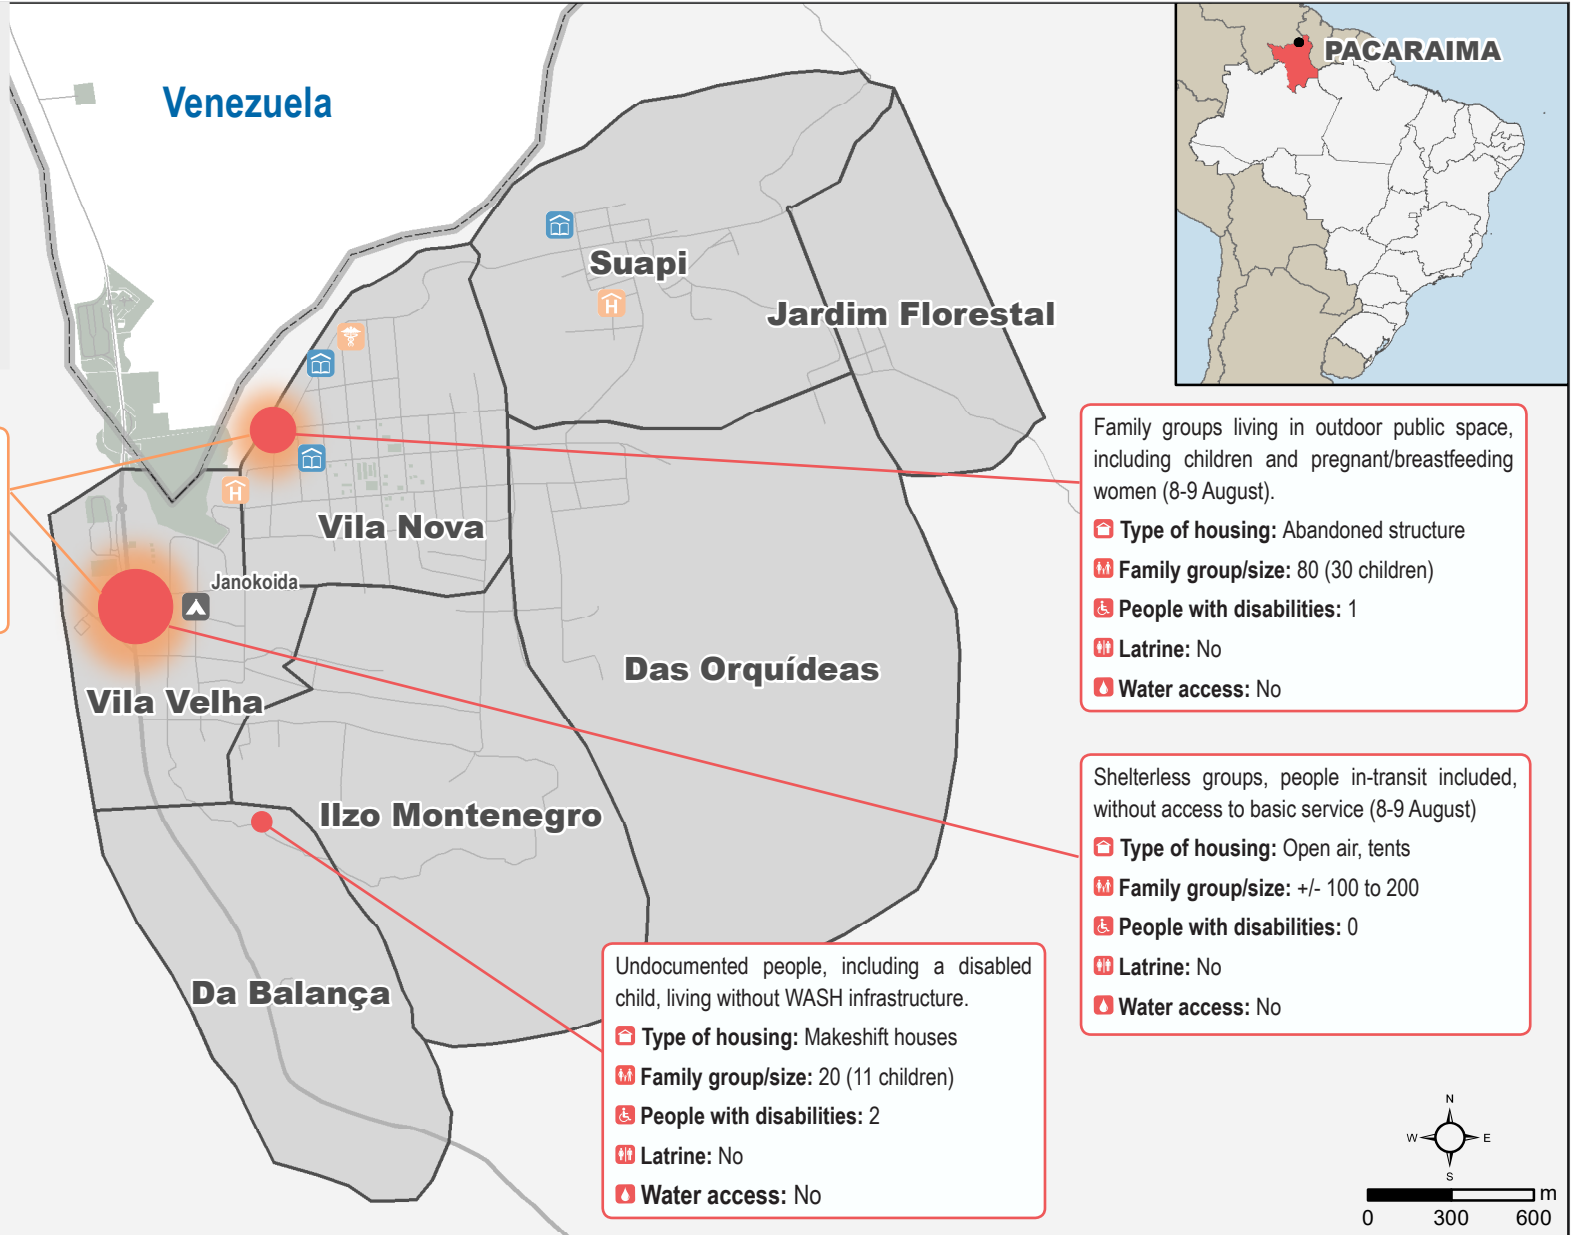 Venezuela
PACARAIMA
Suapi
Jardim Florestal
Vila Nova
Janokoida
Das Orquídeas
Vila Velha
Ilzo Montenegro
Da Balança
Family groups living in outdoor public space,
including children and pregnant/breastfeeding
women (8-9 August).
Type of housing: Abandoned structure
Family group/size: 80 (30 children)
People with disabilities: 1
Latrine: No
Water access: No
Shelterless groups, people in-transit included,
without access to basic service (8-9 August)
Type of housing: Open air, tents
Family group/size: +/- 100 to 200
People with disabilities: 0
Latrine: No
Water access: No
Undocumented people, including a disabled
child, living without WASH infrastructure.
Type of housing: Makeshift houses
Family group/size: 20 (11 children)
People with disabilities: 2
Latrine: No
Water access: No
H
H
N
W E
S
m
0 300 600